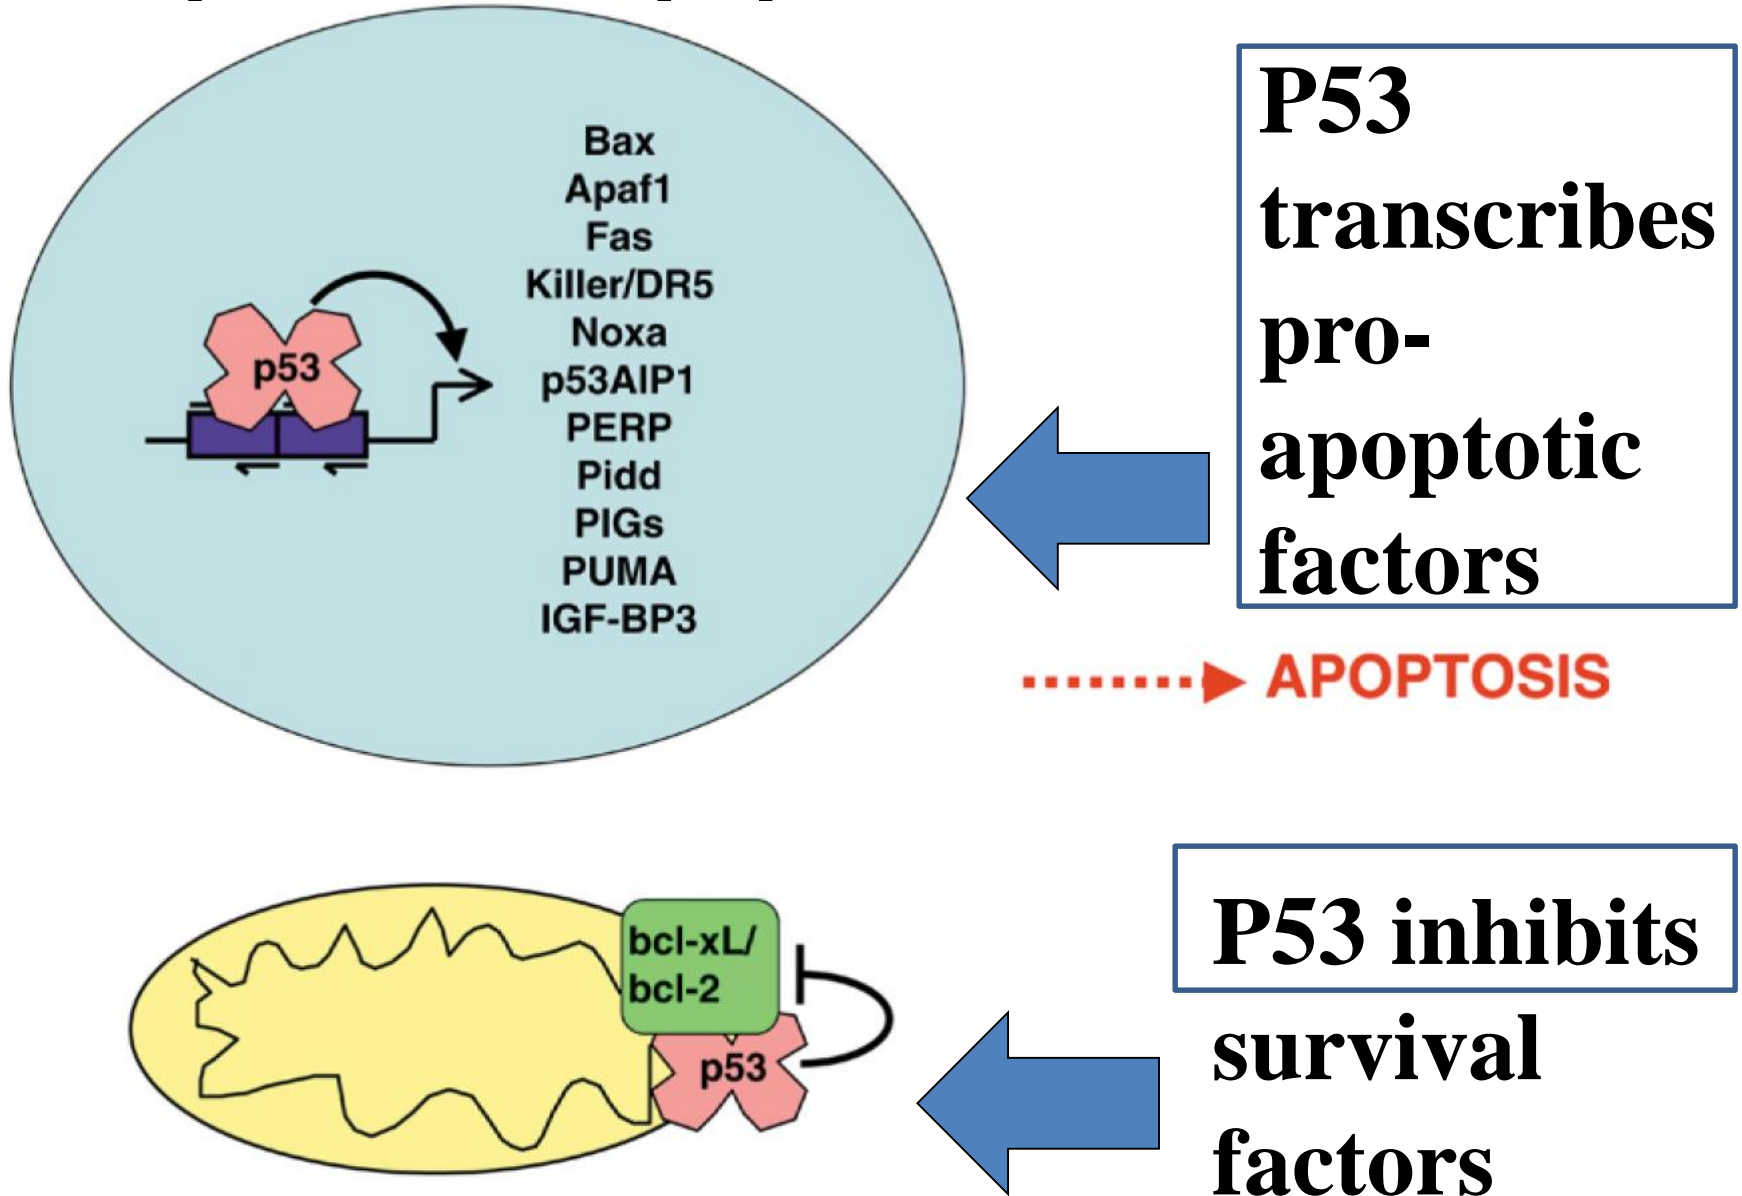 Bax
Apaf1
Fas
Killer/DR5
Noxa
p53AIP1
PERP
Pidd
PIGs
PUMA
IGF-BP3
p53
P53
transcribes
pro-
apoptotic
factors
APOPTOSIS
bcl-xL/
bcl-2
p53
P53 inhibits
survival
factors